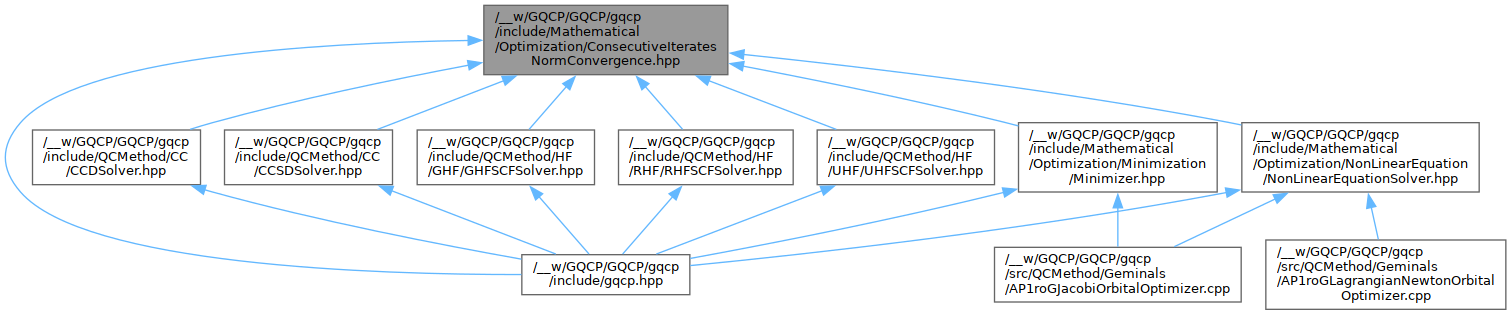 /__w/GQCP/GQCP/gqcp
/include/Mathematical
/Optimization/ConsecutiveIterates
NormConvergence.hpp
/__w/GQCP/GQCP/gqcp
/include/QCMethod/CC
/CCDSolver.hpp
/__w/GQCP/GQCP/gqcp
/include/QCMethod/CC
/CCSDSolver.hpp
/__w/GQCP/GQCP/gqcp
/include/QCMethod/HF
/GHF/GHFSCFSolver.hpp
/__w/GQCP/GQCP/gqcp
/include/QCMethod/HF
/RHF/RHFSCFSolver.hpp
/__w/GQCP/GQCP/gqcp
/include/QCMethod/HF
/UHF/UHFSCFSolver.hpp
/__w/GQCP/GQCP/gqcp
/include/Mathematical
/Optimization/Minimization
/Minimizer.hpp
/__w/GQCP/GQCP/gqcp
/include/Mathematical
/Optimization/NonLinearEquation
/NonLinearEquationSolver.hpp
/__w/GQCP/GQCP/gqcp
/include/gqcp.hpp
/__w/GQCP/GQCP/gqcp
/src/QCMethod/Geminals
/AP1roGJacobiOrbitalOptimizer.cpp
/__w/GQCP/GQCP/gqcp
/src/QCMethod/Geminals
/AP1roGLagrangianNewtonOrbital
Optimizer.cpp